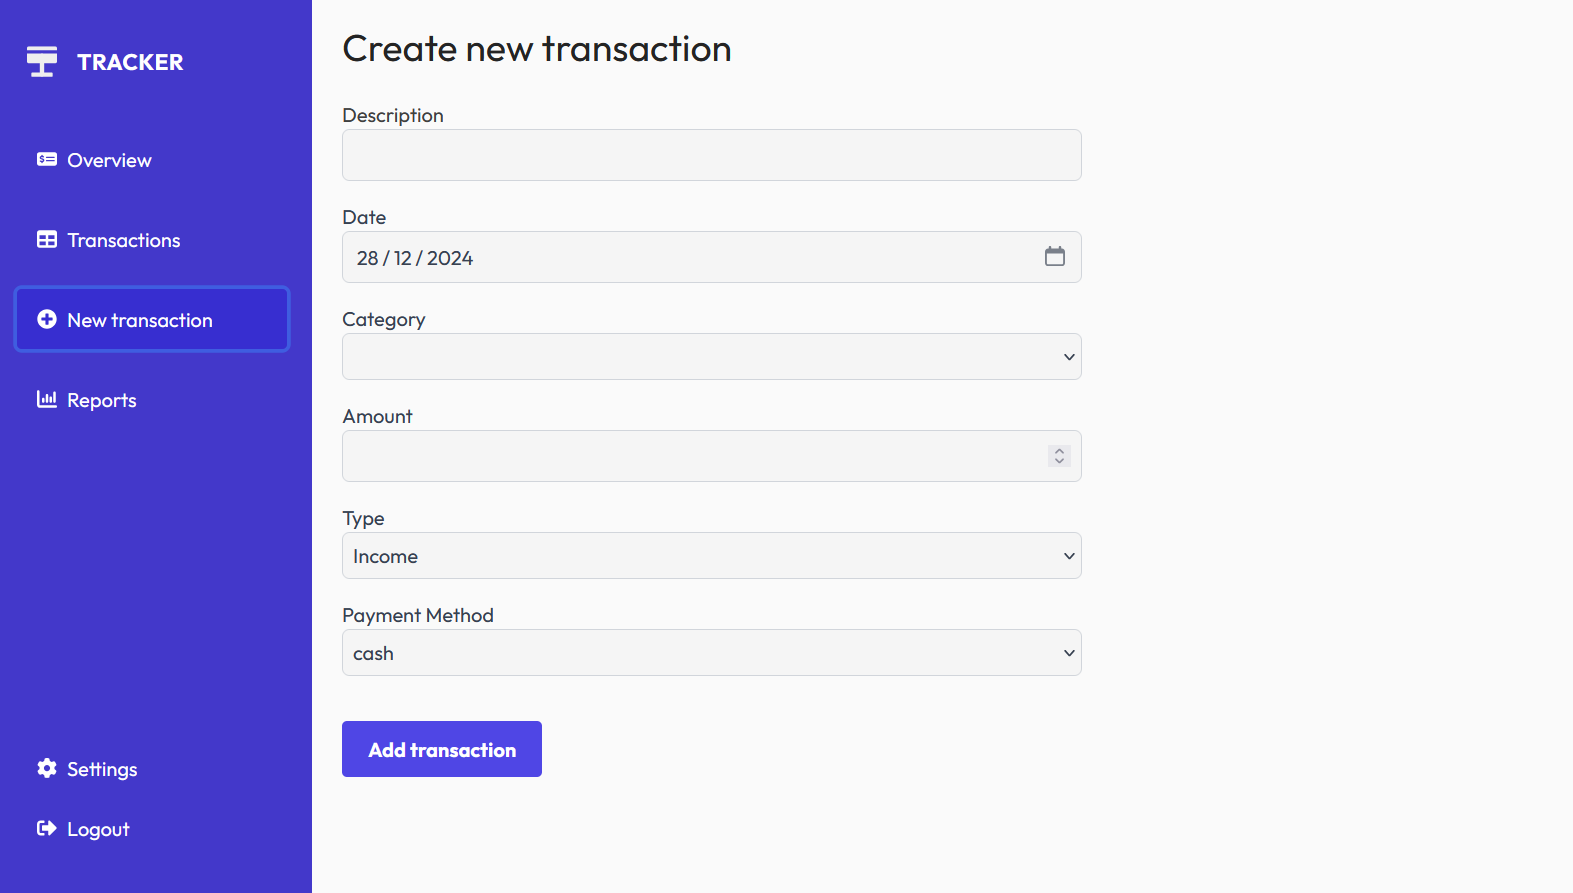 TRACKER
Overview
Transactions
New transaction
Reports
Settings
Logout
Create new transaction
Description
Date
28 / 12 / 2024
Category
Amount
Type
Income
Payment Method
cash
Add transaction